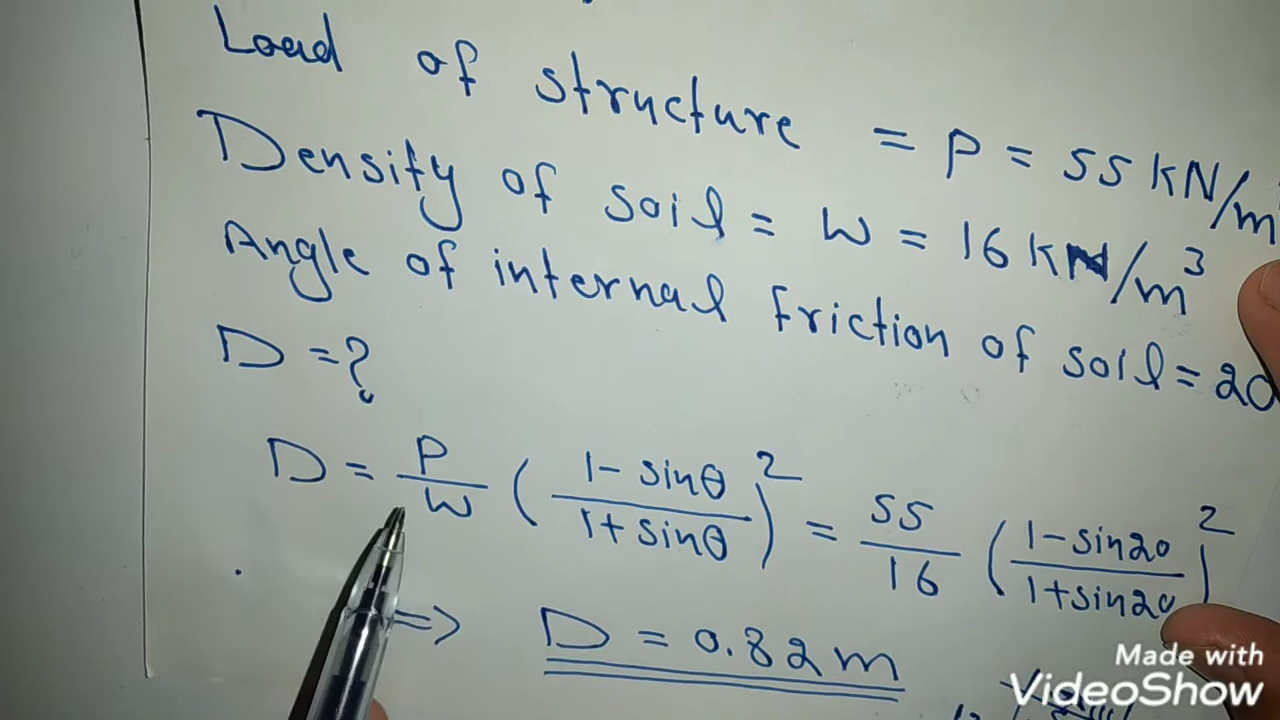 Load of structure = P = 55 kN/m
Density of soil = W = 16 kN/m³
Angle of internal friction of soil = 20
D = ?
D = P/W (1 - sinθ / 1 + sinθ)² = 55/16 (1 - sin20 / 1 + sin20)²
⇒ D = 0.82 m
Made with
VideoShow